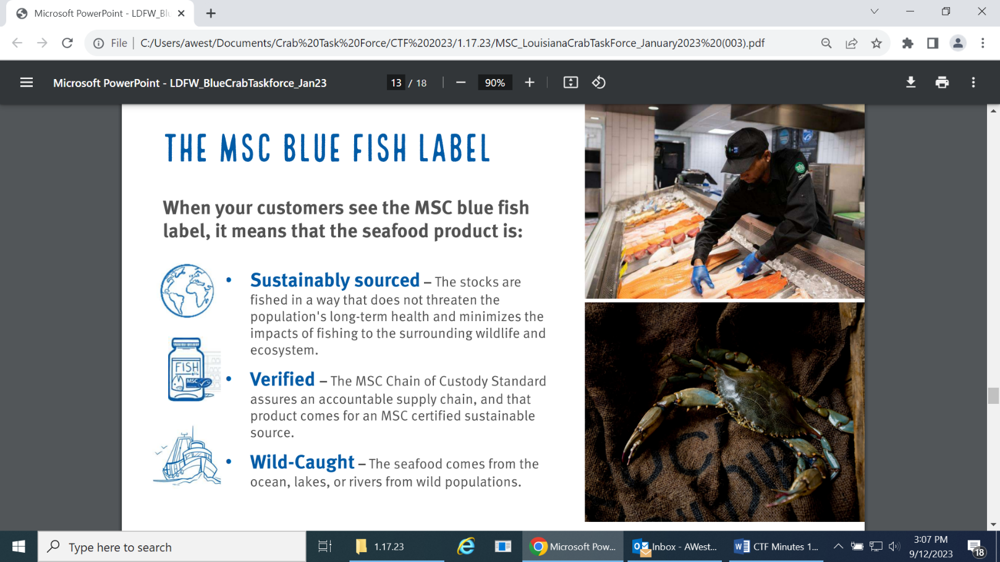 Microsoft PowerPoint - LDFW_Blu
File
C:/Users/awest/Documents/Crab%20Task%20Force/CTF%202023/1.17.23/MSC_LouisianaCrabTaskForce_January2023%20(003).pdf
Microsoft PowerPoint - LDFW_BlueCrabTaskforce_Jan23
13 / 18
90%
THE MSC BLUE FISH LABEL
When your customers see the MSC blue fish
label, it means that the seafood product is:
• Sustainably sourced – The stocks are
fished in a way that does not threaten the
population's long-term health and minimizes the
impacts of fishing to the surrounding wildlife and
ecosystem.
FISH
OIL
MSC
• Verified – The MSC Chain of Custody Standard
assures an accountable supply chain, and that
product comes for an MSC certified sustainable
source.
• Wild-Caught – The seafood comes from the
ocean, lakes, or rivers from wild populations.
Type here to search
1.17.23
Microsoft Pow...
Inbox - AWest...
CTF Minutes 1...
3:07 PM
9/12/2023
18